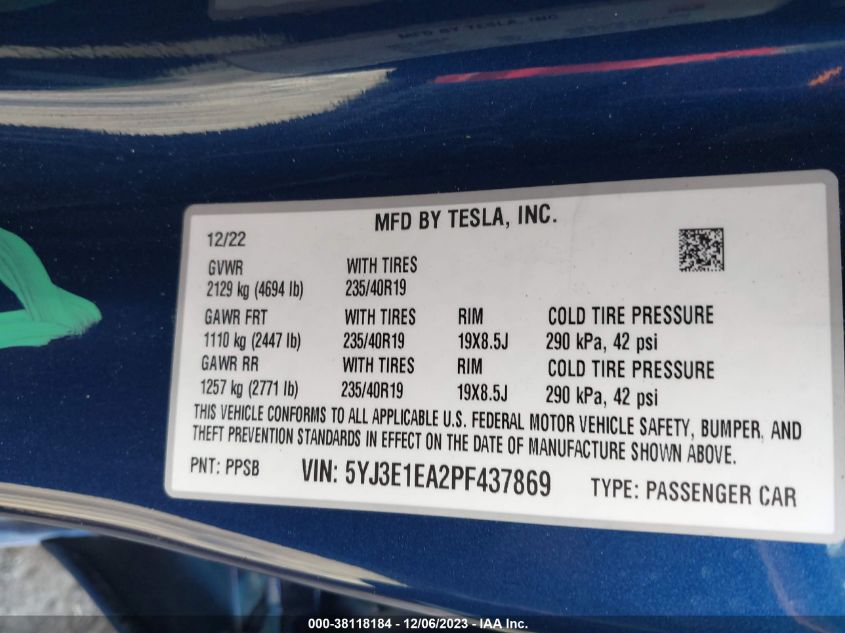 MFD BY TESLA, INC
MFD BY TESLA, INC.
12/22
GVWR WITH TIRES
2129 kg (4694 lb) 235/40R19
GAWR FRT WITH TIRES RIM COLD TIRE PRESSURE
1110 kg (2447 lb) 235/40R19 19X8.5J 290 kPa, 42 psi
GAWR RR WITH TIRES RIM COLD TIRE PRESSURE
1257 kg (2771 lb) 235/40R19 19X8.5J 290 kPa, 42 psi
THIS VEHICLE CONFORMS TO ALL APPLICABLE U.S. FEDERAL MOTOR VEHICLE SAFETY, BUMPER, AND
THEFT PREVENTION STANDARDS IN EFFECT ON THE DATE OF MANUFACTURE SHOWN ABOVE.
PNT: PPSB VIN: 5YJ3E1EA2PF437869 TYPE: PASSENGER CAR
000-38118184 - 12/06/2023 - IAA Inc.